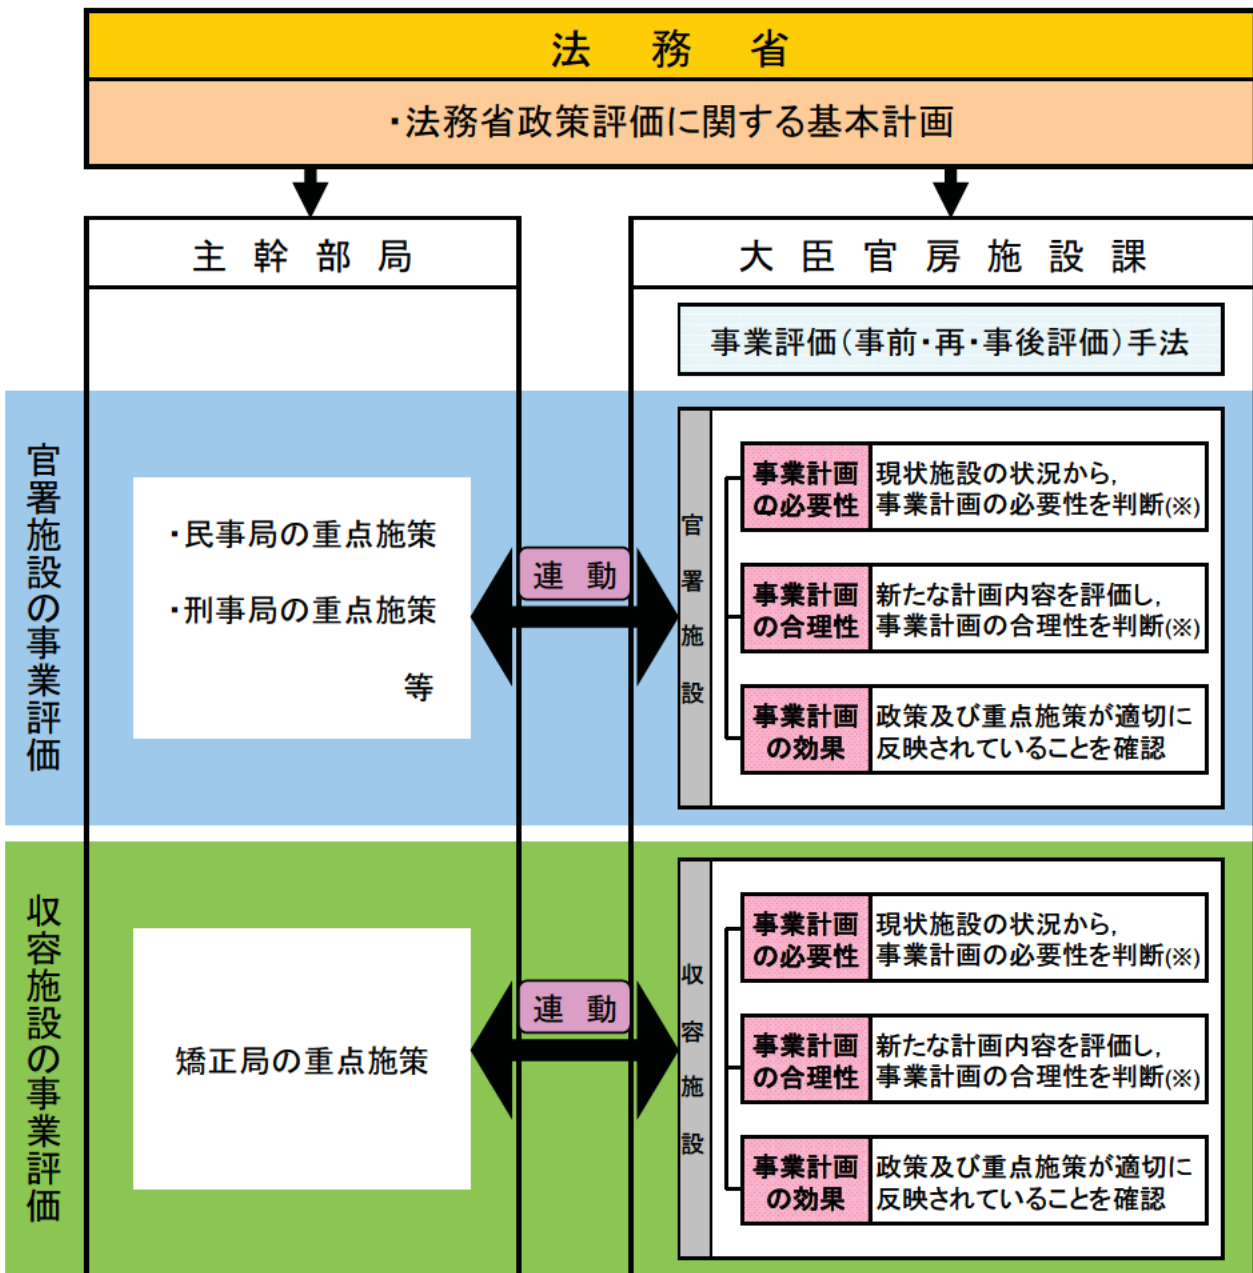 法務省
・法務省政策評価に関する基本計画
主幹部局
大臣官房施設課
事業評価（事前・再・事後評価）手法
官署施設の事業評価
・民事局の重点施策
・刑事局の重点施策
等
連動
官署施設
事業計画
の必要性
現状施設の状況から，
事業計画の必要性を判断(※)
事業計画
の合理性
新たな計画内容を評価し，
事業計画の合理性を判断(※)
事業計画
の効果
政策及び重点施策が適切に
反映されていることを確認
収容施設の事業評価
矯正局の重点施策
連動
収容施設
事業計画
の必要性
現状施設の状況から，
事業計画の必要性を判断(※)
事業計画
の合理性
新たな計画内容を評価し，
事業計画の合理性を判断(※)
事業計画
の効果
政策及び重点施策が適切に
反映されていることを確認